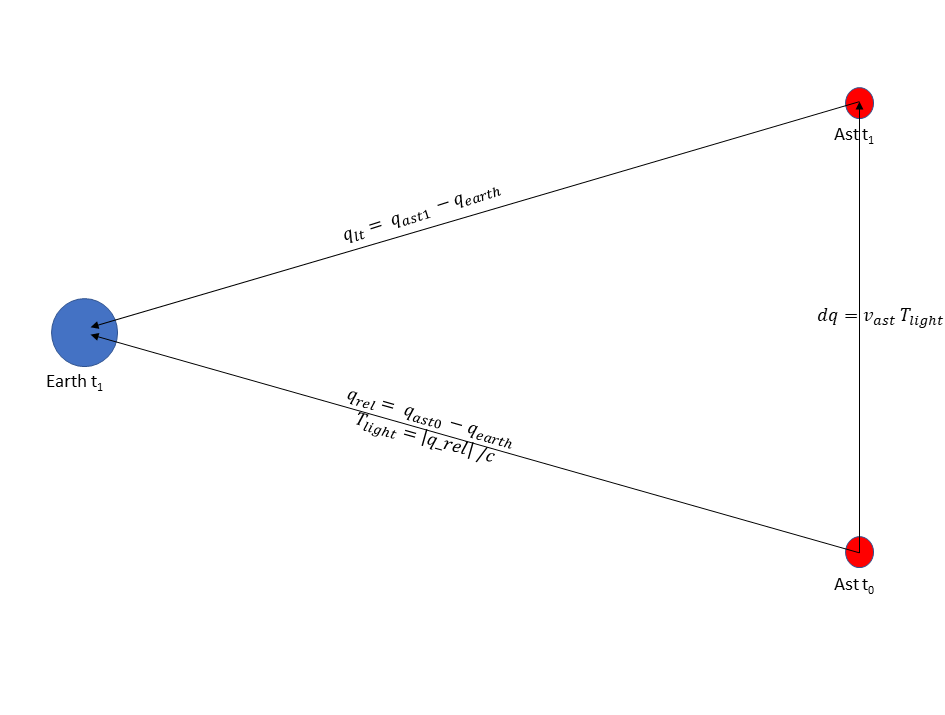 Ast t₁
q_lt = q_ast1 − q_earth
dq = v_ast T_light
Earth t₁
q_rel = q_ast0 − q_earth
T_light = |q_rel| /c
Ast t₀